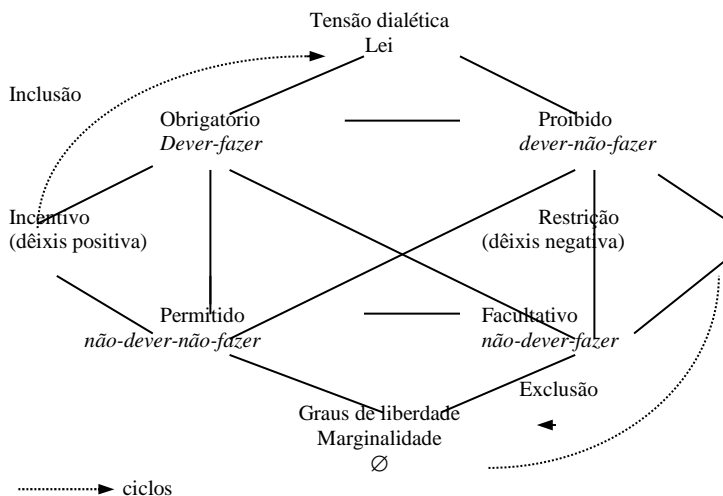 Tensão dialética
Lei
Inclusão
Obrigatório
Dever-fazer
Proibido
dever-não-fazer
Incentivo
(dêixis positiva)
Restrição
(dêixis negativa)
Permitido
não-dever-não-fazer
Facultativo
não-dever-fazer
Exclusão
Graus de liberdade
Marginalidade
∅
ciclos